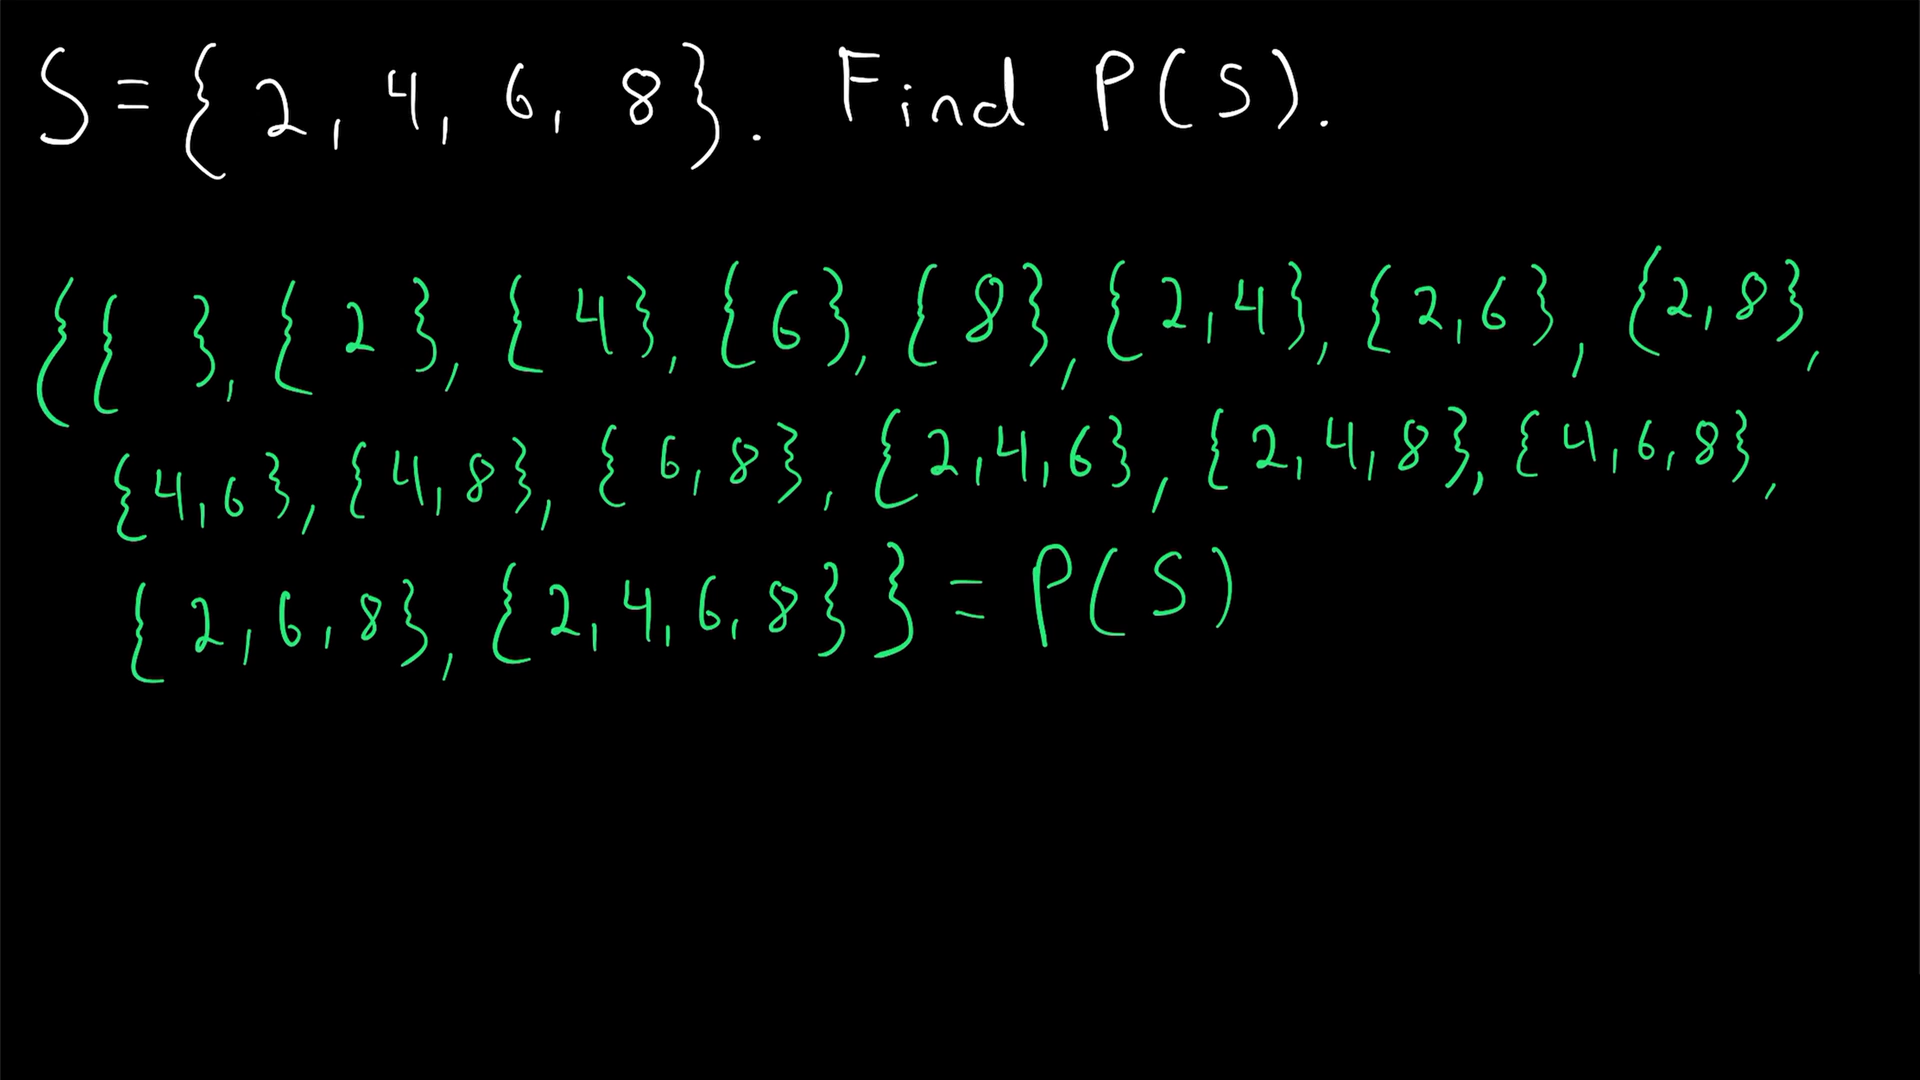 S = { 2, 4, 6, 8 }. Find P(S).
{ { }, { 2 }, { 4 }, { 6 }, { 8 }, { 2, 4 }, { 2, 6 }, { 2, 8 },
{ 4, 6 }, { 4, 8 }, { 6, 8 }, { 2, 4, 6 }, { 2, 4, 8 }, { 4, 6, 8 },
{ 2, 6, 8 }, { 2, 4, 6, 8 } } = P(S)